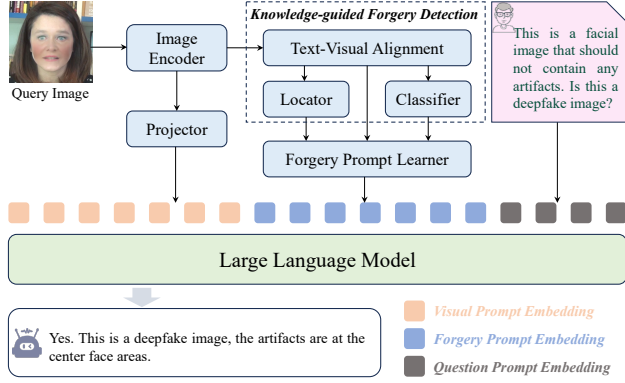 Knowledge-guided Forgery Detection
Image
Encoder
Text-Visual Alignment
Query Image
Locator
Classifier
Projector
Forgery Prompt Learner
This is a facial
image that should
not contain any
artifacts. Is this a
deepfake image?
Large Language Model
Yes. This is a deepfake image, the artifacts are at the
center face areas.
Visual Prompt Embedding
Forgery Prompt Embedding
Question Prompt Embedding